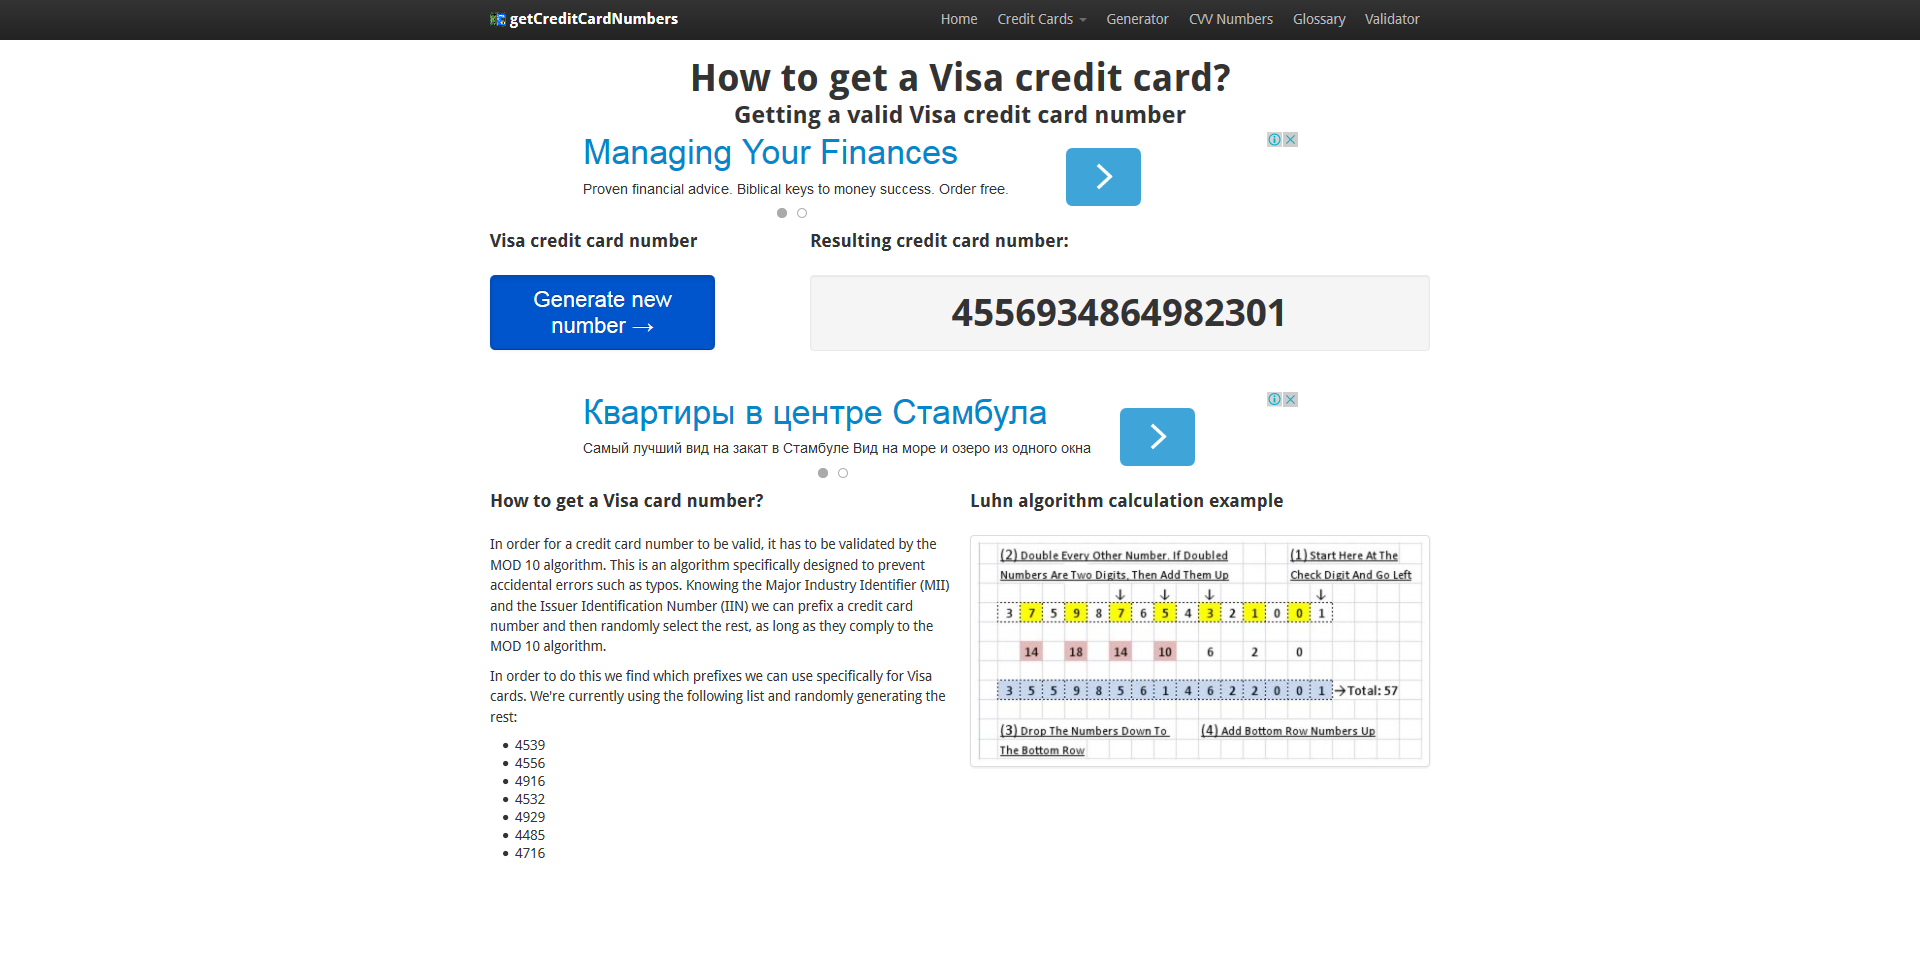 getCreditCardNumbers
Home Credit Cards Generator CVV Numbers Glossary Validator
How to get a Visa credit card?
Getting a valid Visa credit card number
Managing Your Finances
Proven financial advice. Biblical keys to money success. Order free.
Visa credit card number
Resulting credit card number:
Generate new
number →
4556934864982301
Квартиры в центре Стамбула
Самый лучший вид на закат в Стамбуле Вид на море и озеро из одного окна
How to get a Visa card number?
In order for a credit card number to be valid, it has to be validated by the
MOD 10 algorithm. This is an algorithm specifically designed to prevent
accidental errors such as typos. Knowing the Major Industry Identifier (MII)
and the Issuer Identification Number (IIN) we can prefix a credit card
number and then randomly select the rest, as long as they comply to the
MOD 10 algorithm.
In order to do this we find which prefixes we can use specifically for Visa
cards. We're currently using the following list and randomly generating the
rest:
4539
4556
4916
4532
4929
4485
4716
Luhn algorithm calculation example
(2) Double Every Other Number. If Doubled
Numbers Are Two Digits, Then Add Them Up
(1) Start Here At The
Check Digit And Go Left
3 7 5 9 8 7 6 5 4 3 2 1 0 0 1
14 18 14 10 6 2 0
3 5 5 9 8 5 6 1 4 6 2 2 0 0 1 →Total: 57
(3) Drop The Numbers Down To
The Bottom Row
(4) Add Bottom Row Numbers Up